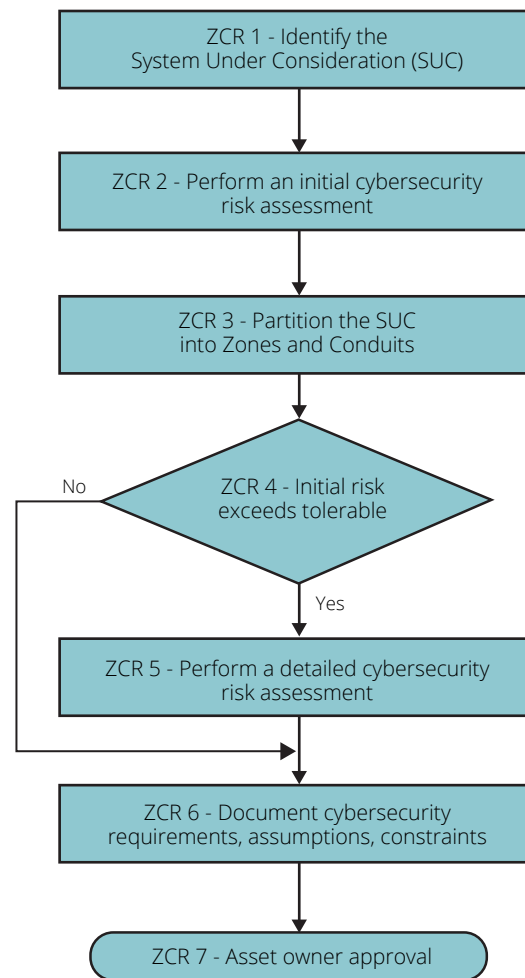 ZCR 1 - Identify the
System Under Consideration (SUC)
ZCR 2 - Perform an initial cybersecurity
risk assessment
ZCR 3 - Partition the SUC
into Zones and Conduits
ZCR 4 - Initial risk
exceeds tolerable
No
Yes
ZCR 5 - Perform a detailed cybersecurity
risk assessment
ZCR 6 - Document cybersecurity
requirements, assumptions, constraints
ZCR 7 - Asset owner approval